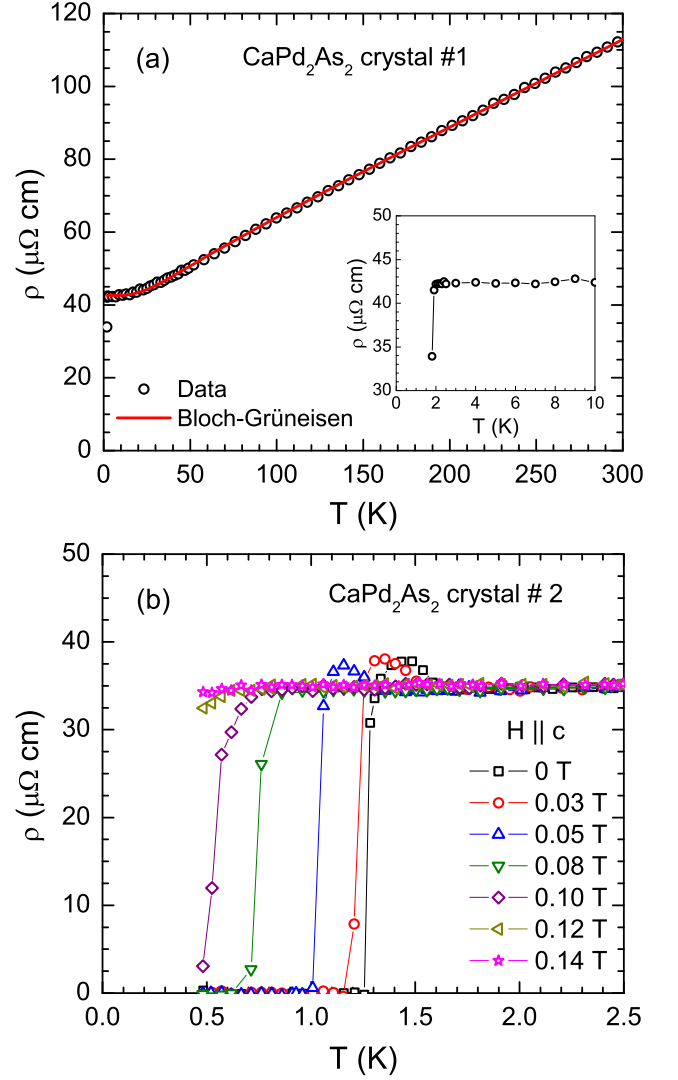 120
100
80
60
40
20
0
ρ (μΩ cm)
(a)
CaPd₂As₂ crystal #1
Data
Bloch-Grüneisen
50
45
40
35
30
ρ (μΩ cm)
0 2 4 6 8 10
T (K)
0 50 100 150 200 250 300
T (K)
50
40
30
20
10
0
ρ (μΩ cm)
(b)
CaPd₂As₂ crystal # 2
H || c
0 T
0.03 T
0.05 T
0.08 T
0.10 T
0.12 T
0.14 T
0.0 0.5 1.0 1.5 2.0 2.5
T (K)